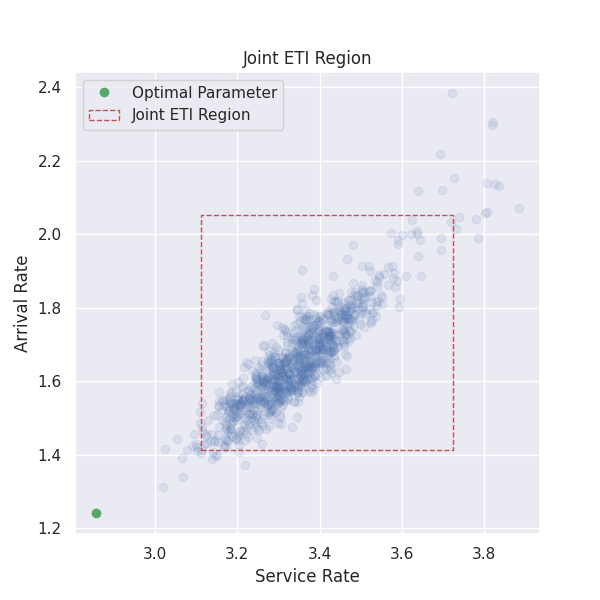 Joint ETI Region
Optimal Parameter
Joint ETI Region
2.4
2.2
2.0
1.8
1.6
1.4
1.2
Arrival Rate
3.0 3.2 3.4 3.6 3.8
Service Rate